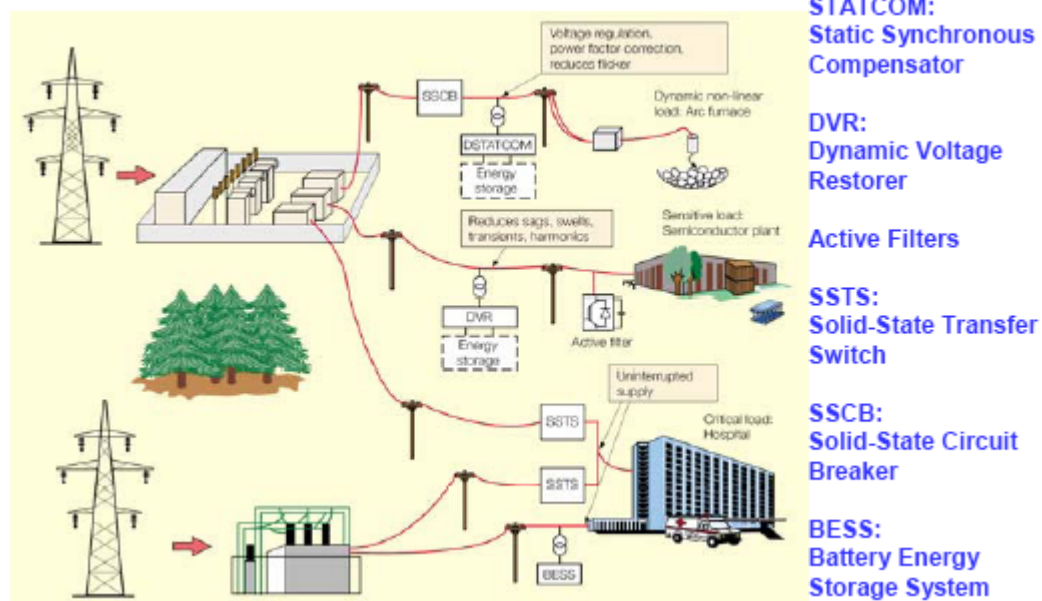 Voltage regulation,
power factor correction,
reduces flicker
SSCB
Dynamic non-linear
load: Arc furnace
DSTATCOM
Energy
storage
Reduces sags, swells,
transients, harmonics
Sensitive load:
Semiconductor plant
DVR
Energy
storage
Active filter
Uninterrupted
supply
SSTS
Critical load:
Hospital
SSTS
BESS
STATCOM:
Static Synchronous
Compensator
DVR:
Dynamic Voltage
Restorer
Active Filters
SSTS:
Solid-State Transfer
Switch
SSCB:
Solid-State Circuit
Breaker
BESS:
Battery Energy
Storage System